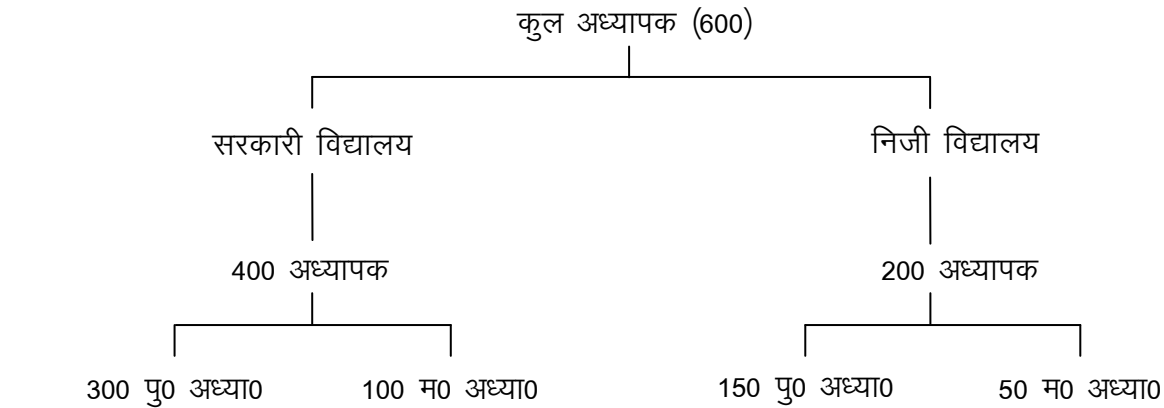 कुल अध्यापक (600)
सरकारी विद्यालय
निजी विद्यालय
400 अध्यापक
200 अध्यापक
300 पु0 अध्या0
100 म0 अध्या0
150 पु0 अध्या0
50 म0 अध्या0